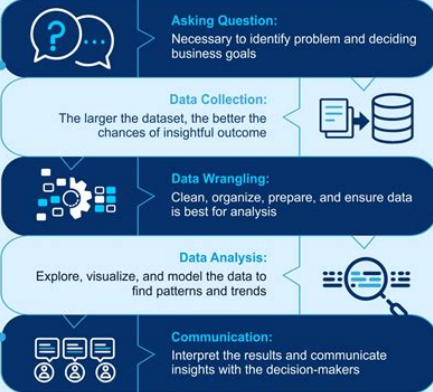 Asking Question:
Necessary to identify problem and deciding
business goals
Data Collection:
The larger the dataset, the better the
chances of insightful outcome
Data Wrangling:
Clean, organize, prepare, and ensure data
is best for analysis
Data Analysis:
Explore, visualize, and model the data to
find patterns and trends
Communication:
Interpret the results and communicate
insights with the decision-makers